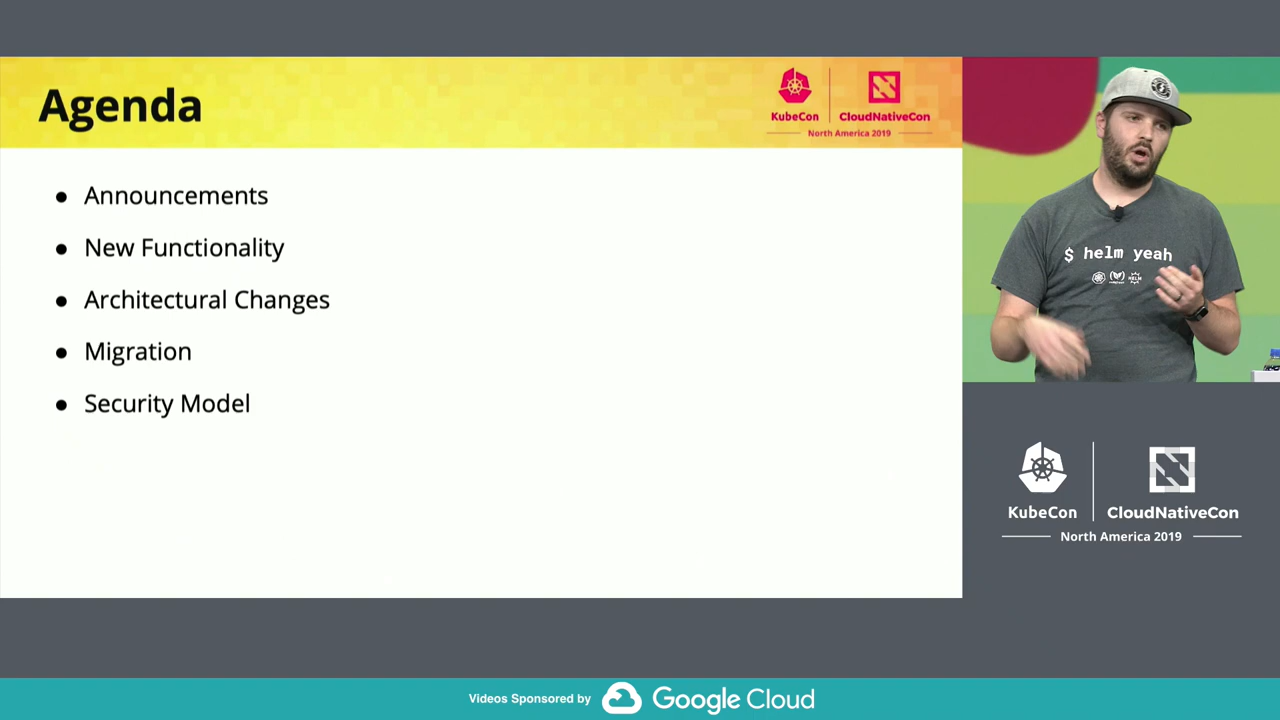 Agenda
KubeCon
CloudNativeCon
North America 2019
Announcements
New Functionality
Architectural Changes
Migration
Security Model
$ helm yeah
KubeCon
CloudNativeCon
North America 2019
Videos Sponsored by
Google Cloud